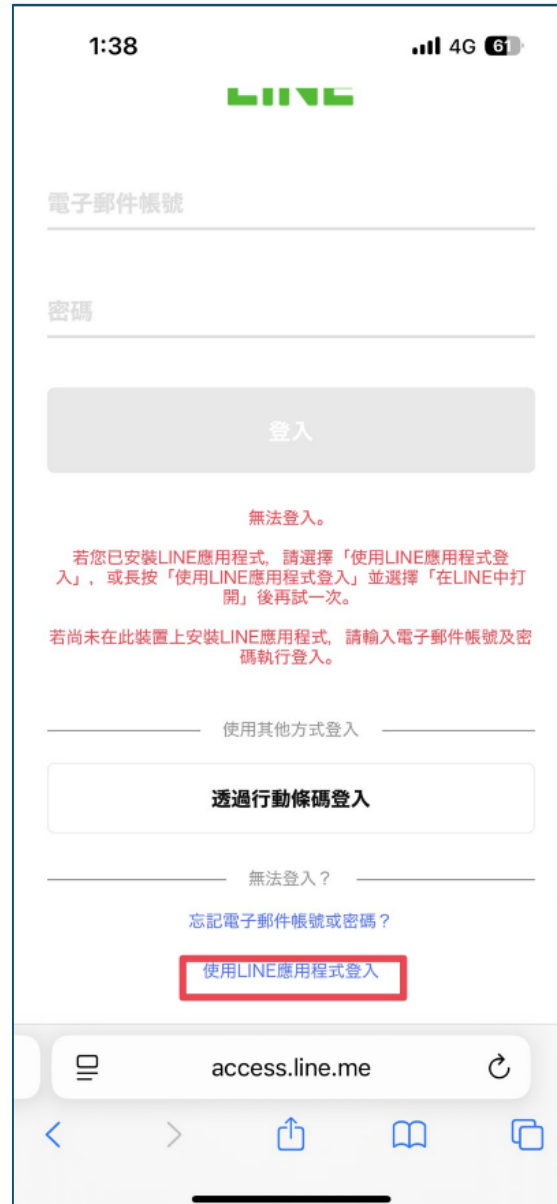 1:38
4G 61
LINE
電子郵件帳號
密碼
登入
無法登入。
若您已安裝LINE應用程式，請選擇「使用LINE應用程式登
入」，或長按「使用LINE應用程式登入」並選擇「在LINE中打
開」後再試一次。
若尚未在此裝置上安裝LINE應用程式，請輸入電子郵件帳號及密
碼執行登入。
使用其他方式登入
透過行動條碼登入
無法登入？
忘記電子郵件帳號或密碼？
使用LINE應用程式登入
access.line.me